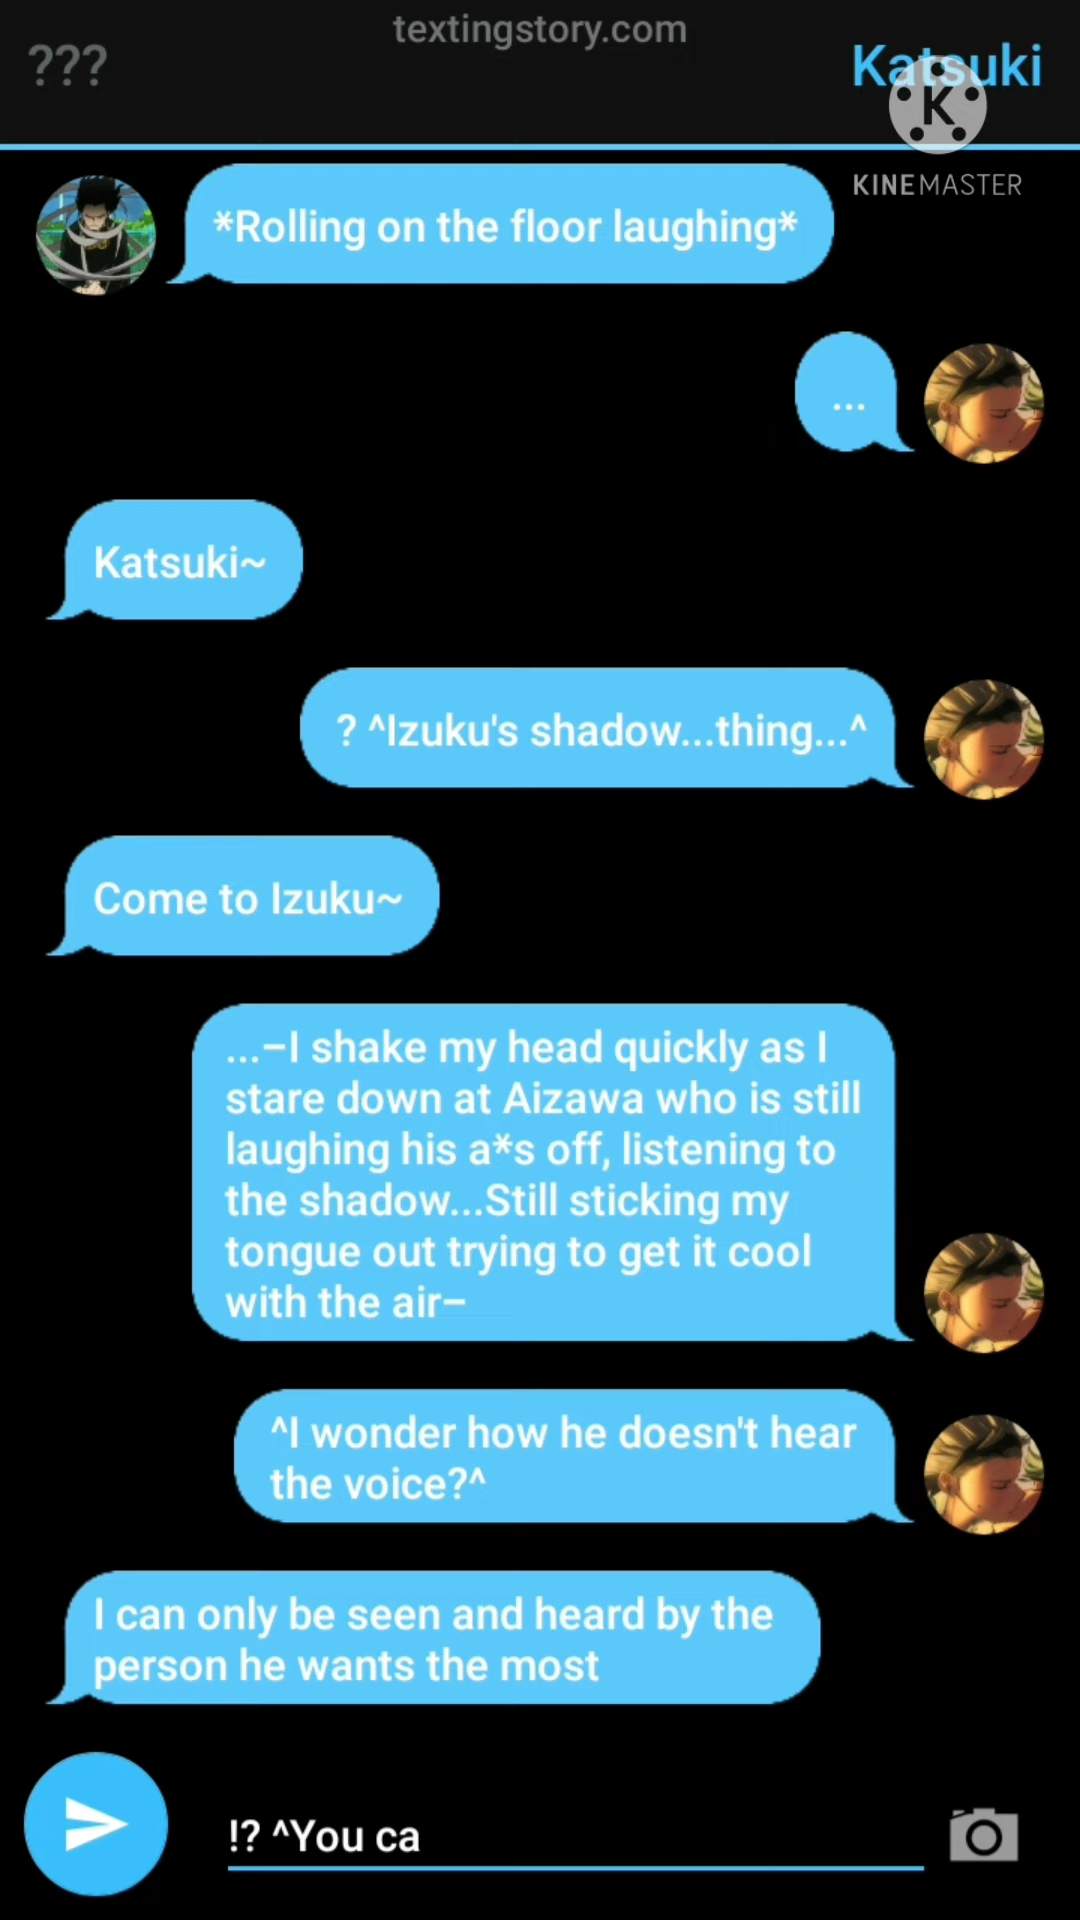 textingstory.com
???
Katsuki
K
KINEMASTER
*Rolling on the floor laughing*
...
Katsuki~
? ^Izuku's shadow...thing...^
Come to Izuku~
...–I shake my head quickly as I
stare down at Aizawa who is still
laughing his a*s off, listening to
the shadow...Still sticking my
tongue out trying to get it cool
with the air–
^I wonder how he doesn't hear
the voice?^
I can only be seen and heard by the
person he wants the most
!? ^You ca